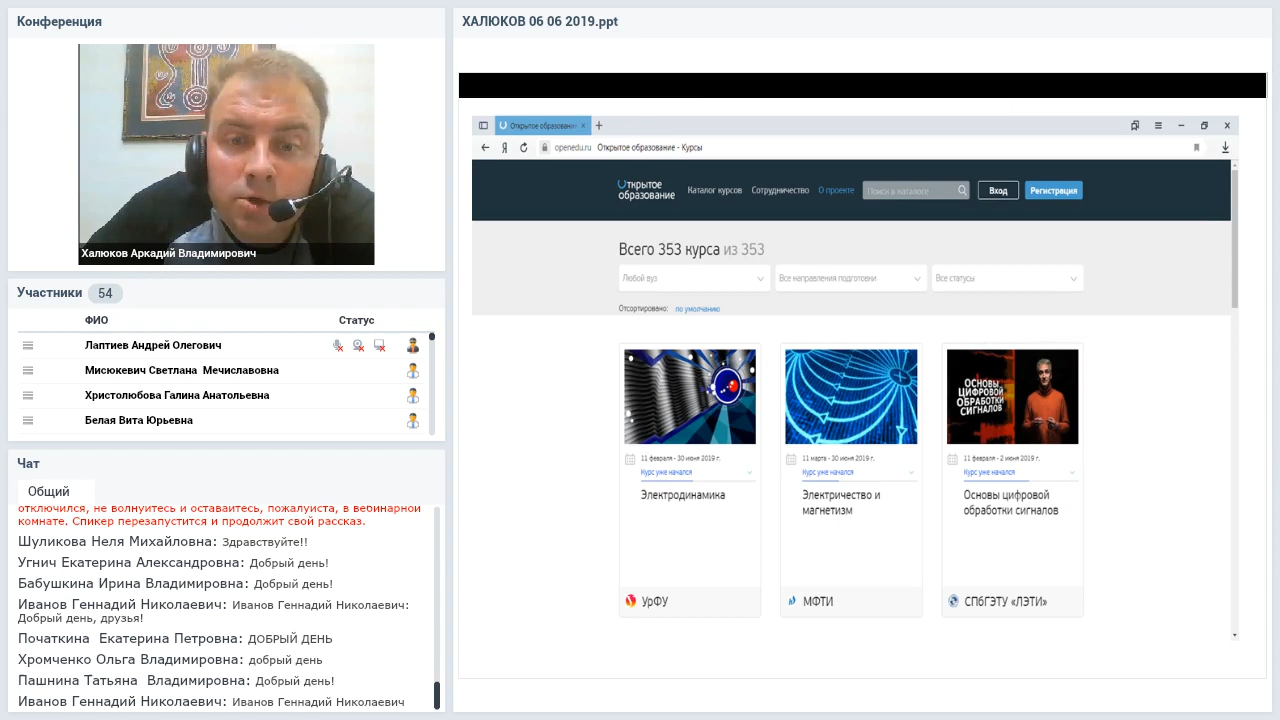 Конференция
Халюков Аркадий Владимирович
Участники 54
ФИО Статус
Лаптиев Андрей Олегович
Мисюкевич Светлана Мечиславовна
Христолюбова Галина Анатольевна
Белая Вита Юрьевна
Чат
Общий
отключился, не волнуйтесь и оставайтесь, пожалуйста, в вебинарной
комнате. Спикер перезапустится и продолжит свой рассказ.
Шуликова Неля Михайловна: Здравствуйте!!
Угнич Екатерина Александровна: Добрый день!
Бабушкина Ирина Владимировна: Добрый день!
Иванов Геннадий Николаевич: Иванов Геннадий Николаевич:
Добрый день, друзья!
Початкина Екатерина Петровна: ДОБРЫЙ ДЕНЬ
Хромченко Ольга Владимировна: добрый день
Пашнина Татьяна Владимировна: Добрый день!
Иванов Геннадий Николаевич: Иванов Геннадий Николаевич
ХАЛЮКОВ 06 06 2019.ppt
Открытое образование
openedu.ru Открытое образование - Курсы
Открытое
образование
Каталог курсов Сотрудничество О проекте Поиск в каталоге Вход Регистрация
Всего 353 курса из 353
Любой вуз Все направления подготовки Все статусы
Отсортировано: по умолчанию
11 февраля - 30 июня 2019 г.
Курс уже начался
Электродинамика
УрФУ
11 марта - 30 июня 2019 г.
Курс уже начался
Электричество и
магнетизм
МФТИ
ОСНОВЫ
ЦИФРОВОЙ
ОБРАБОТКИ
СИГНАЛОВ
11 февраля - 2 июня 2019 г.
Курс уже начался
Основы цифровой
обработки сигналов
СПбГЭТУ «ЛЭТИ»